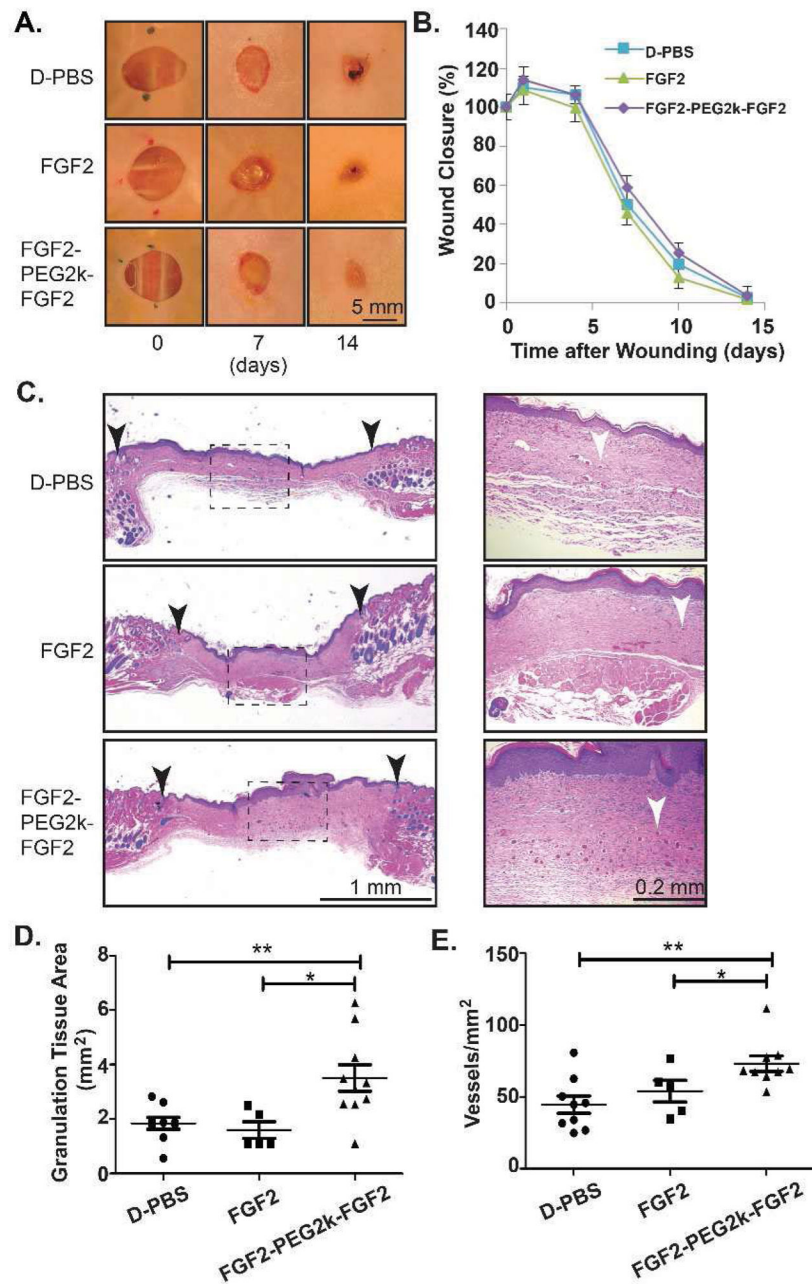 A.
D-PBS
FGF2
FGF2-
PEG2k-
FGF2
5 mm
0 7 14
(days)
B.
Wound Closure (%)
140
120
100
80
60
40
20
0
0 5 10 15
Time after Wounding (days)
D-PBS
FGF2
FGF2-PEG2k-FGF2
C.
D-PBS
FGF2
FGF2-
PEG2k-
FGF2
1 mm
0.2 mm
D.
Granulation Tissue Area
(mm²)
8
6
4
2
0
**
*
D-PBS
FGF2
FGF2-PEG2k-FGF2
E.
Vessels/mm²
150
100
50
0
**
*
D-PBS
FGF2
FGF2-PEG2k-FGF2